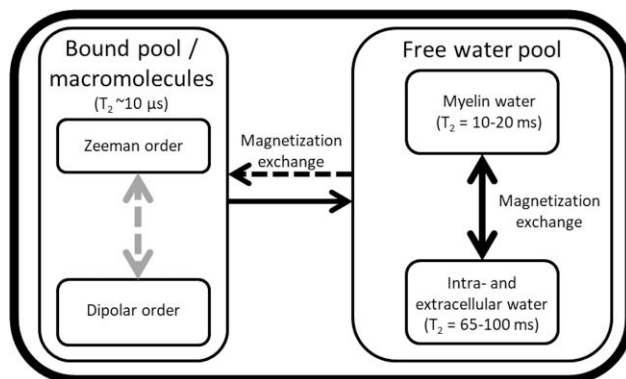 Bound pool /
macromolecules
(T₂ ~10 µs)
Zeeman order
Dipolar order
Magnetization
exchange
Free water pool
Myelin water
(T₂ = 10-20 ms)
Magnetization
exchange
Intra- and
extracellular water
(T₂ = 65-100 ms)